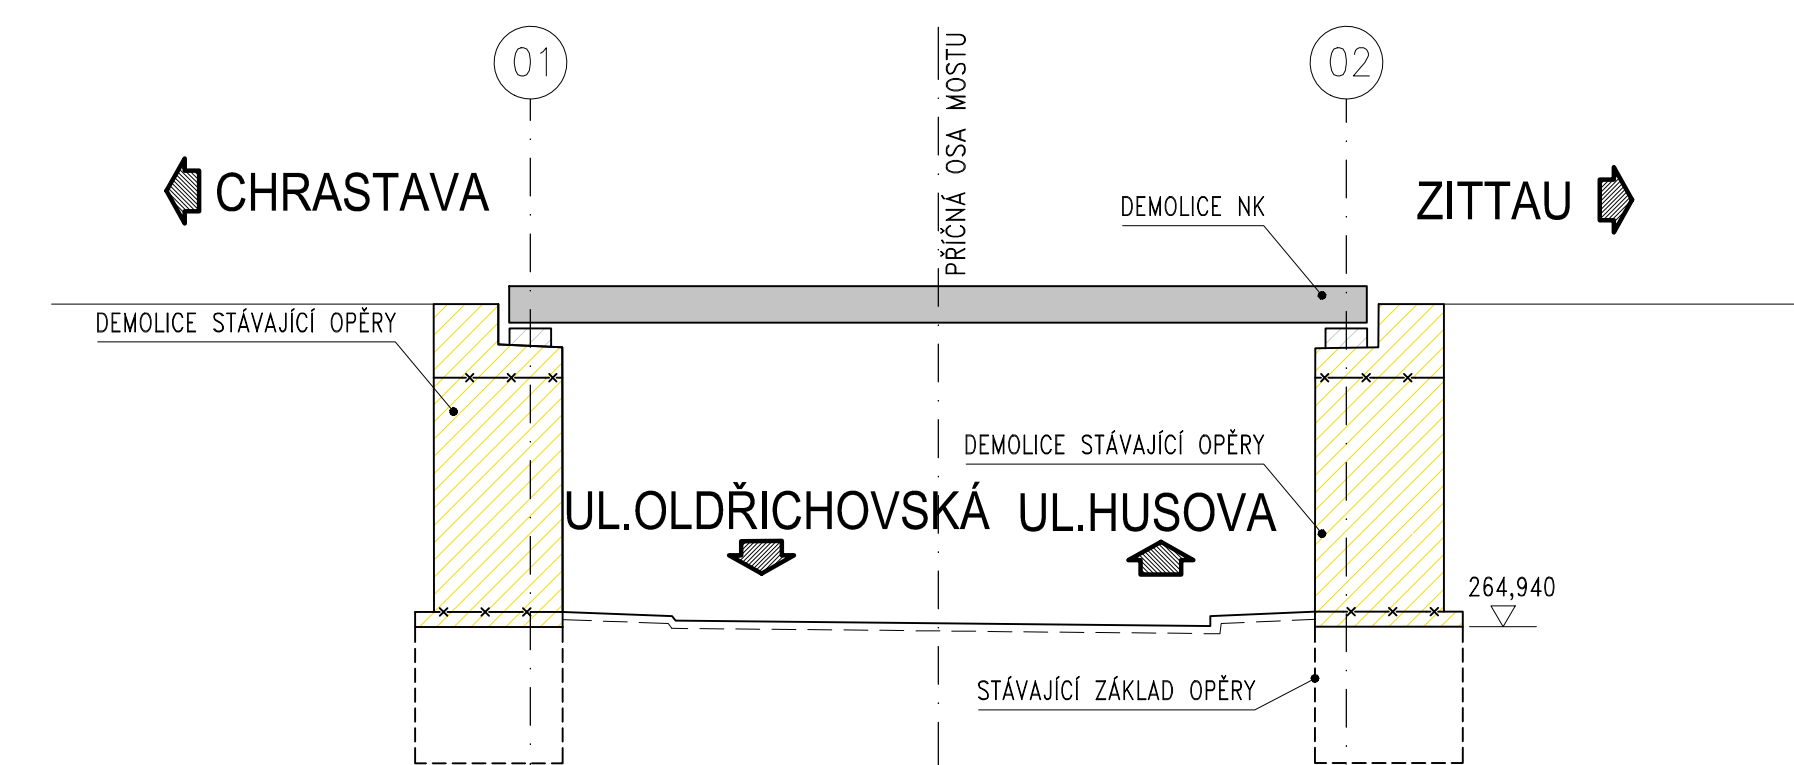 01
02
PŘÍČNÁ OSA MOSTU
CHRASTAVA
ZITTAU
DEMOLICE NK
DEMOLICE STÁVAJÍCÍ OPĚRY
DEMOLICE STÁVAJÍCÍ OPĚRY
UL.OLDŘICHOVSKÁ
UL.HUSOVA
264,940
STÁVAJÍCÍ ZÁKLAD OPĚRY